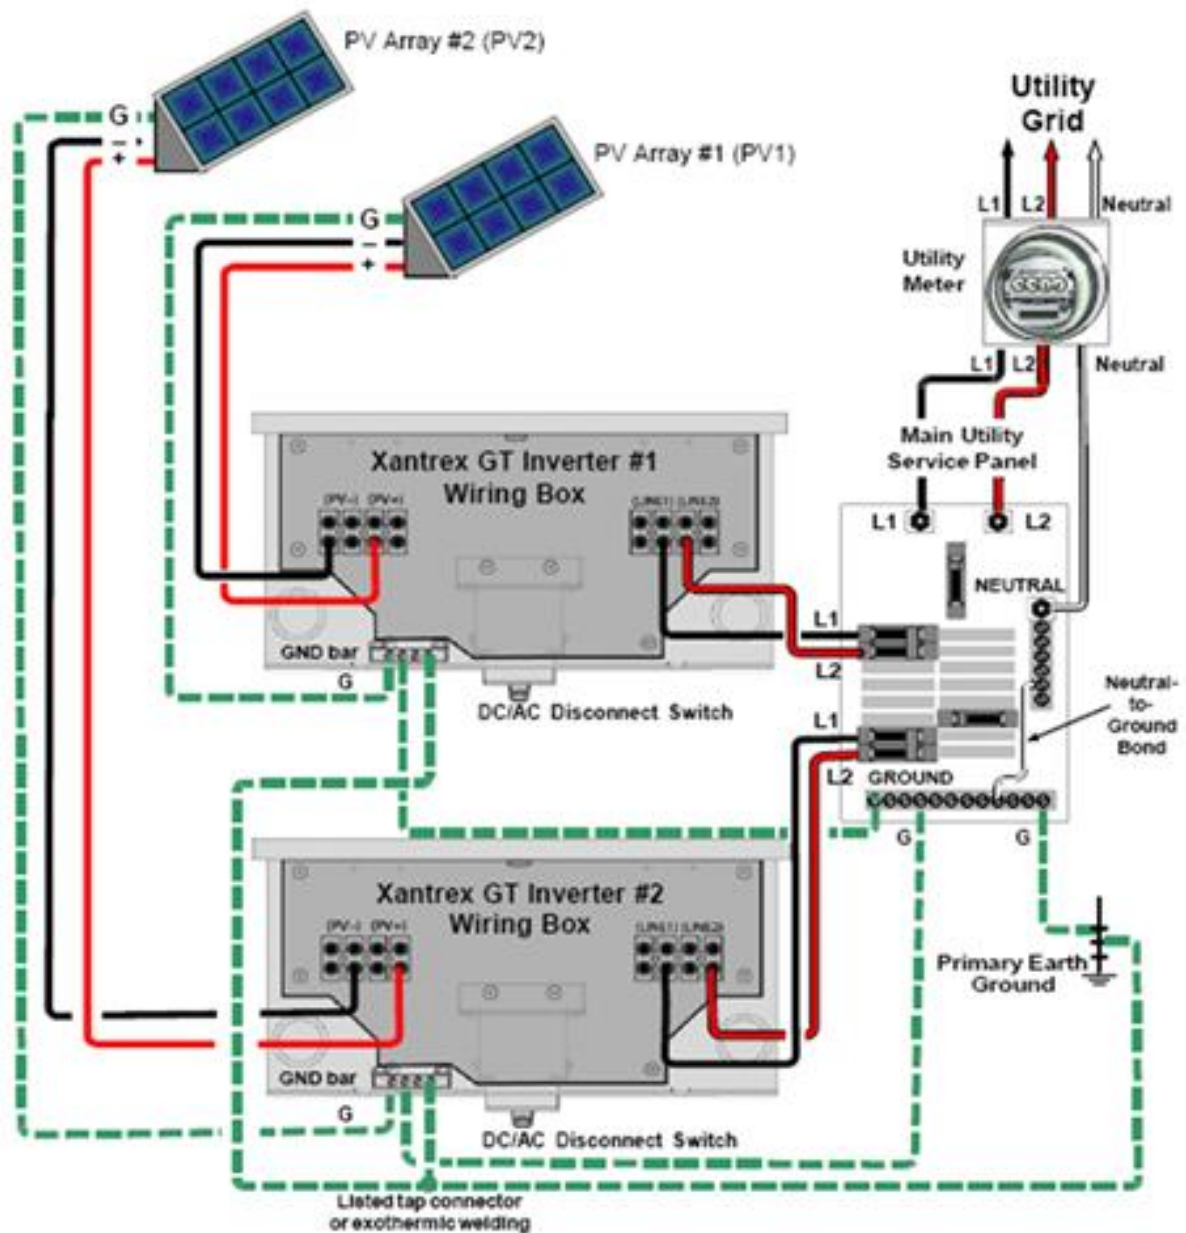 PV Array #2 (PV2)
G
–
+
PV Array #1 (PV1)
G
–
+
Utility
Grid
L1
L2
Neutral
Utility
Meter
L1
L2
Neutral
Main Utility
Service Panel
L1
L2
NEUTRAL
Xantrex GT Inverter #1
Wiring Box
(PV-) (PV+)
(LINE1) (LINE2)
L1
L2
GND bar
G
DC/AC Disconnect Switch
Neutral-
to-
Ground
Bond
L1
L2
GROUND
G
G
Xantrex GT Inverter #2
Wiring Box
(PV-) (PV+)
(LINE1) (LINE2)
Primary Earth
Ground
GND bar
G
DC/AC Disconnect Switch
Listed tap connector
or exothermic welding